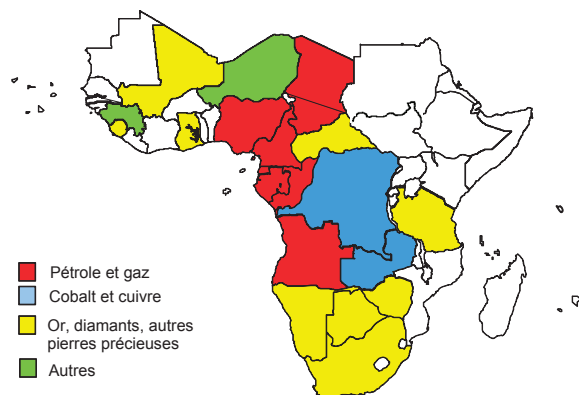 Pétrole et gaz
Cobalt et cuivre
Or, diamants, autres
pierres précieuses
Autres